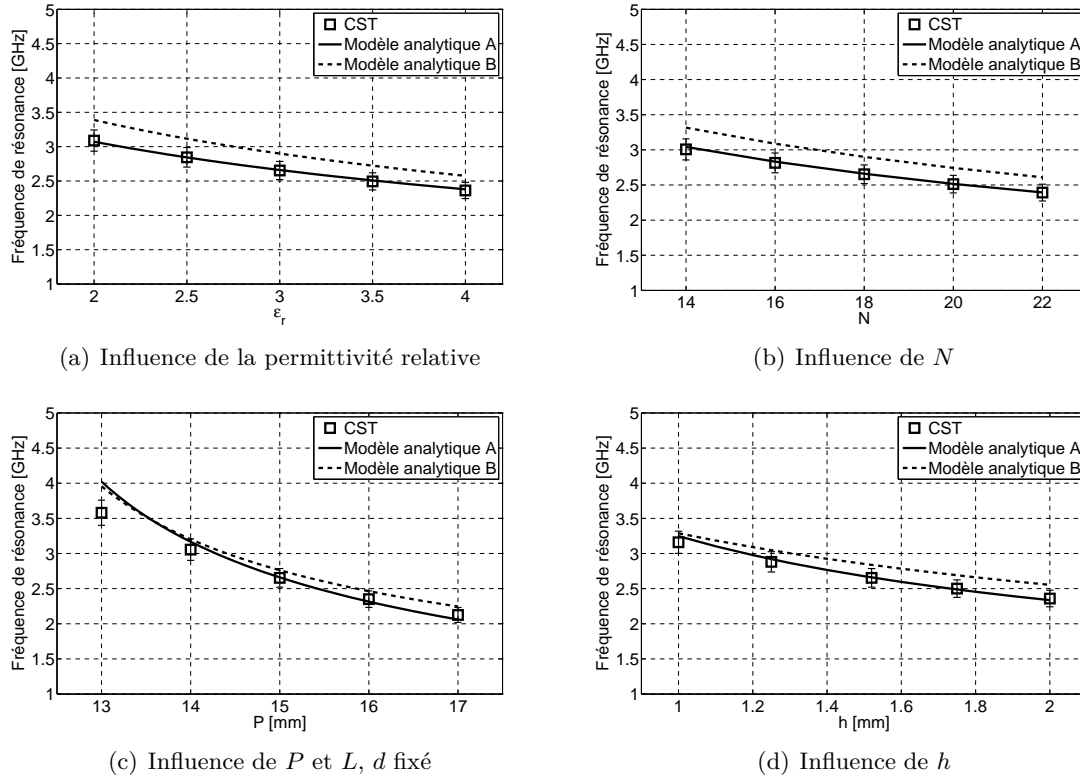 Fréquence de résonance [GHz]
5
4.5
4
3.5
3
2.5
2
1.5
1
CST
Modèle analytique A
Modèle analytique B
2 2.5 3 3.5 4
ε_r
(a) Influence de la permittivité relative
Fréquence de résonance [GHz]
5
4.5
4
3.5
3
2.5
2
1.5
1
CST
Modèle analytique A
Modèle analytique B
14 16 18 20 22
N
(b) Influence de N
Fréquence de résonance [GHz]
5
4.5
4
3.5
3
2.5
2
1.5
1
CST
Modèle analytique A
Modèle analytique B
13 14 15 16 17
P [mm]
(c) Influence de P et L, d fixé
Fréquence de résonance [GHz]
5
4.5
4
3.5
3
2.5
2
1.5
1
CST
Modèle analytique A
Modèle analytique B
1 1.2 1.4 1.6 1.8 2
h [mm]
(d) Influence de h